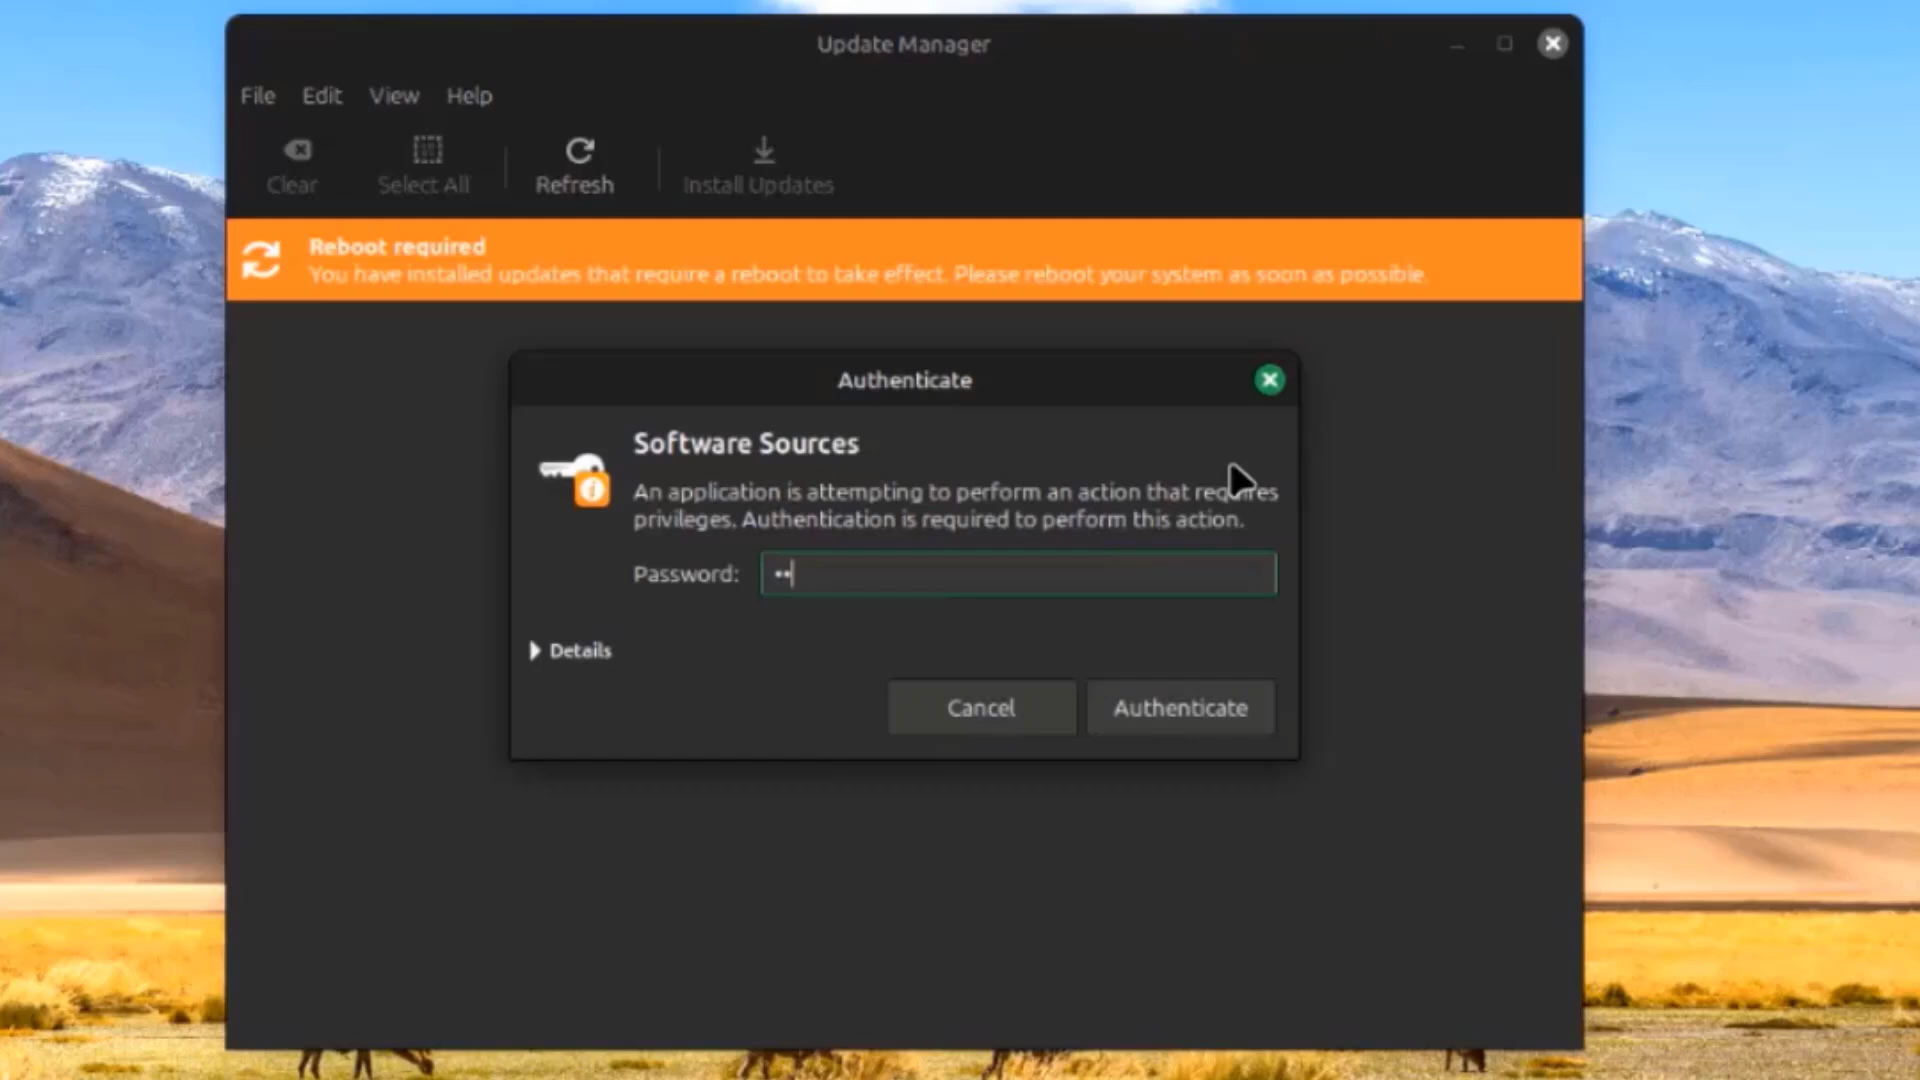 Update Manager
File Edit View Help
Clear Select All Refresh Install Updates
Reboot required
You have installed updates that require a reboot to take effect. Please reboot your system as soon as possible.
Authenticate
Software Sources
An application is attempting to perform an action that requires
privileges. Authentication is required to perform this action.
Password: ••
Details
Cancel Authenticate